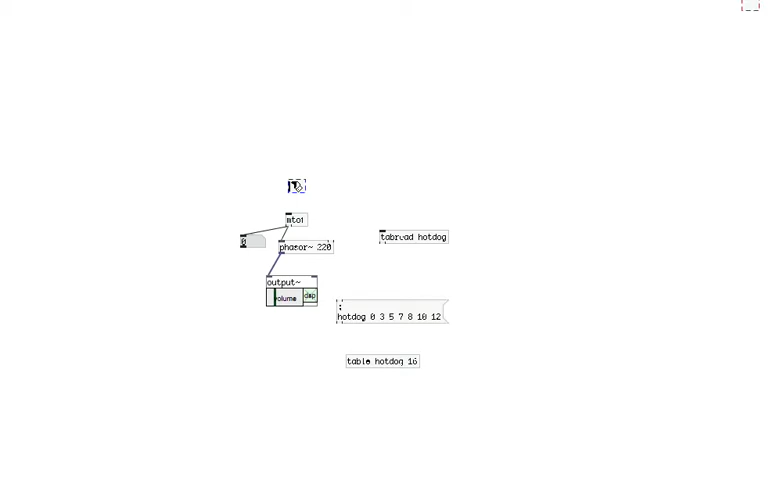 mtof
tabread hotdog
0
phasor~ 220
output~
volume
dsp
;
hotdog 0 3 5 7 8 10 12
table hotdog 16